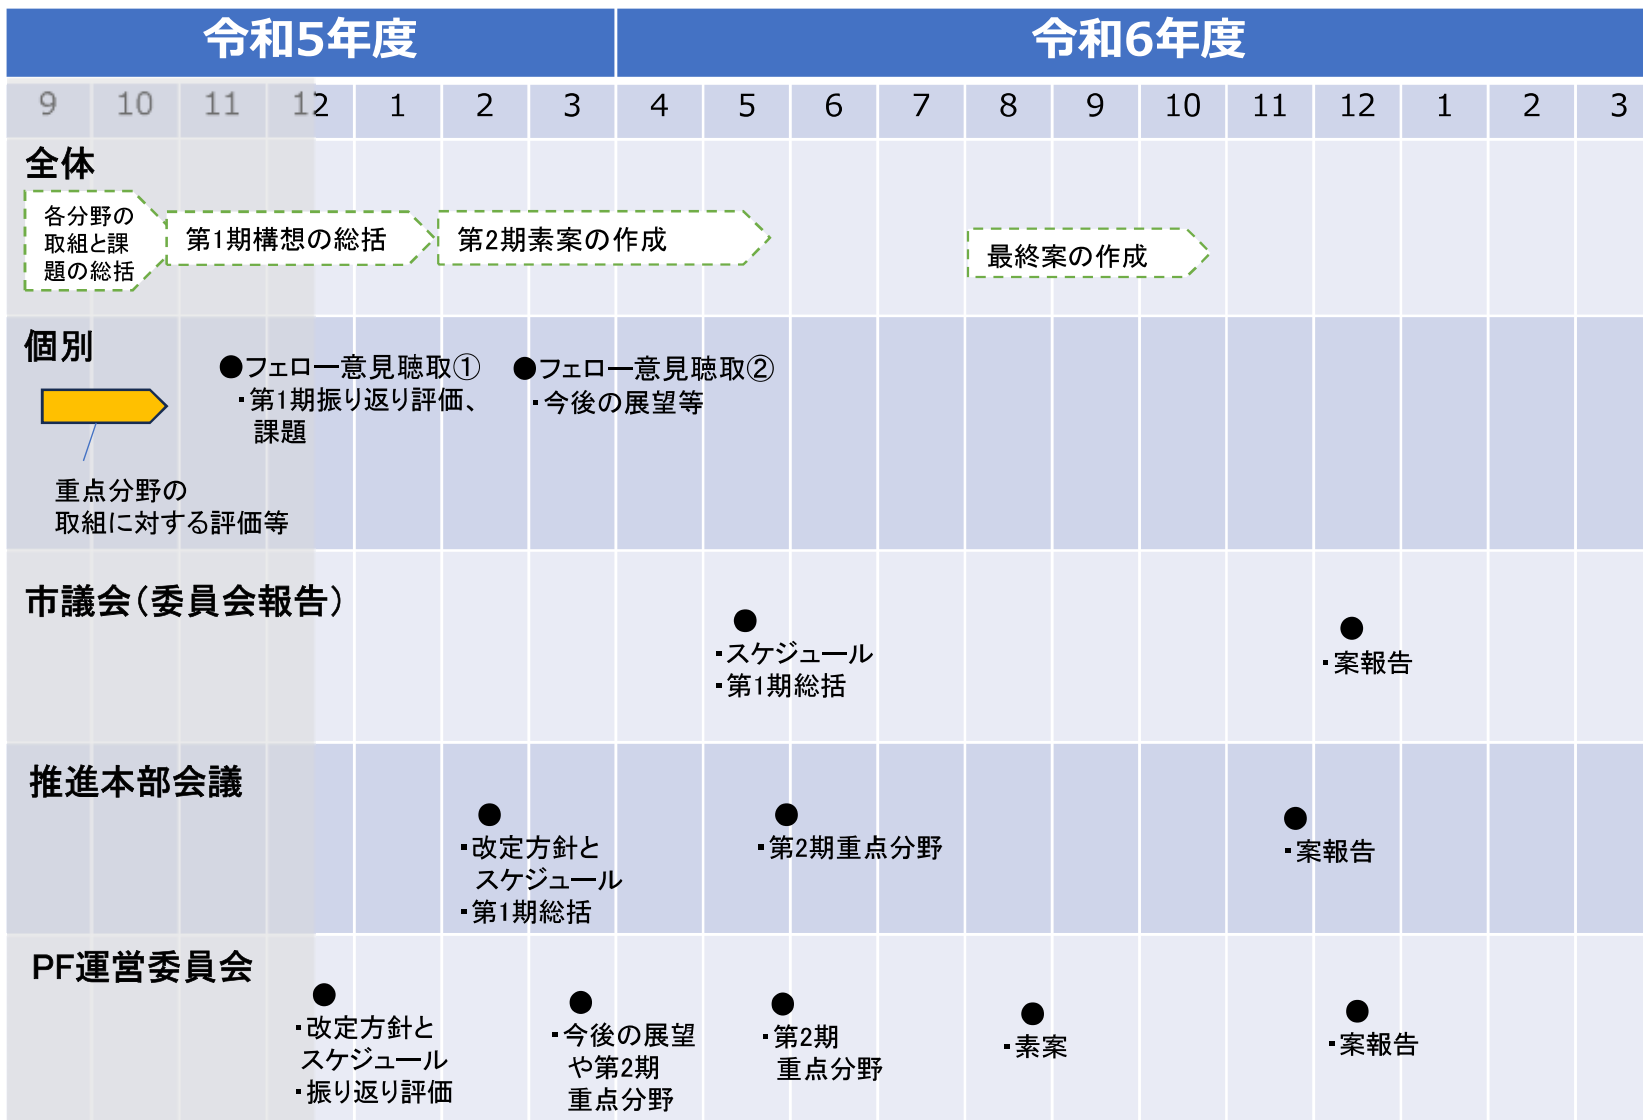 令和5年度
令和6年度
9 10 11 12 1 2 3 4 5 6 7 8 9 10 11 12 1 2 3
全体
各分野の
取組と課
題の総括
第1期構想の総括
第2期素案の作成
最終案の作成
個別
●フェロー意見聴取①
・第1期振り返り評価、
課題
●フェロー意見聴取②
・今後の展望等
重点分野の
取組に対する評価等
市議会(委員会報告)
●
・スケジュール
・第1期総括
●
・案報告
推進本部会議
●
・改定方針と
スケジュール
・第1期総括
●
・第2期重点分野
●
・案報告
PF運営委員会
●
・改定方針と
スケジュール
・振り返り評価
●
・今後の展望
や第2期
重点分野
●
・第2期
重点分野
●
・素案
●
・案報告